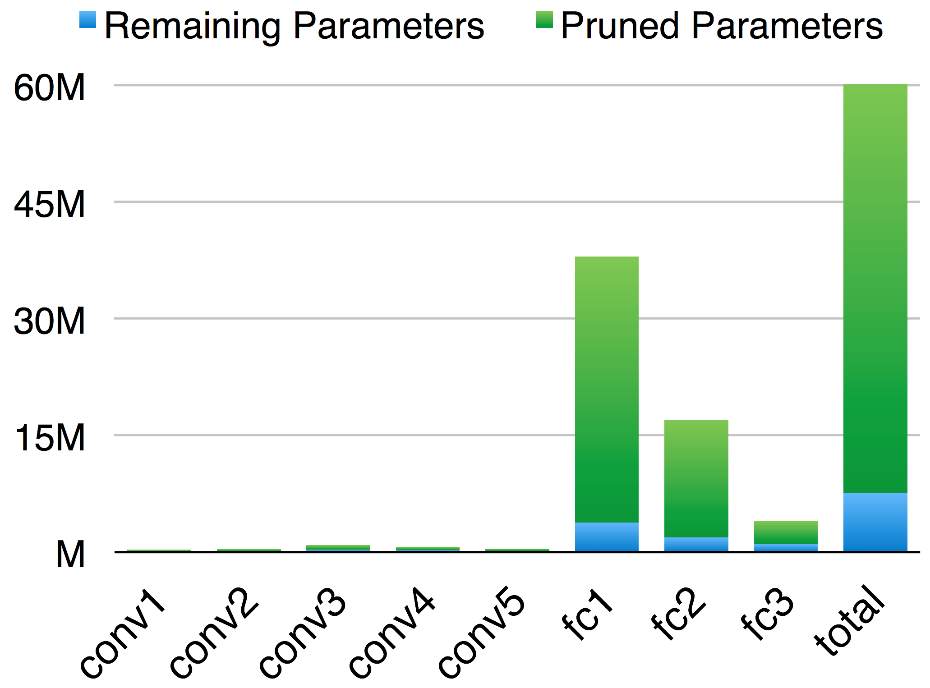 Remaining Parameters Pruned Parameters
60M
45M
30M
15M
M
conv1 conv2 conv3 conv4 conv5 fc1 fc2 fc3 total